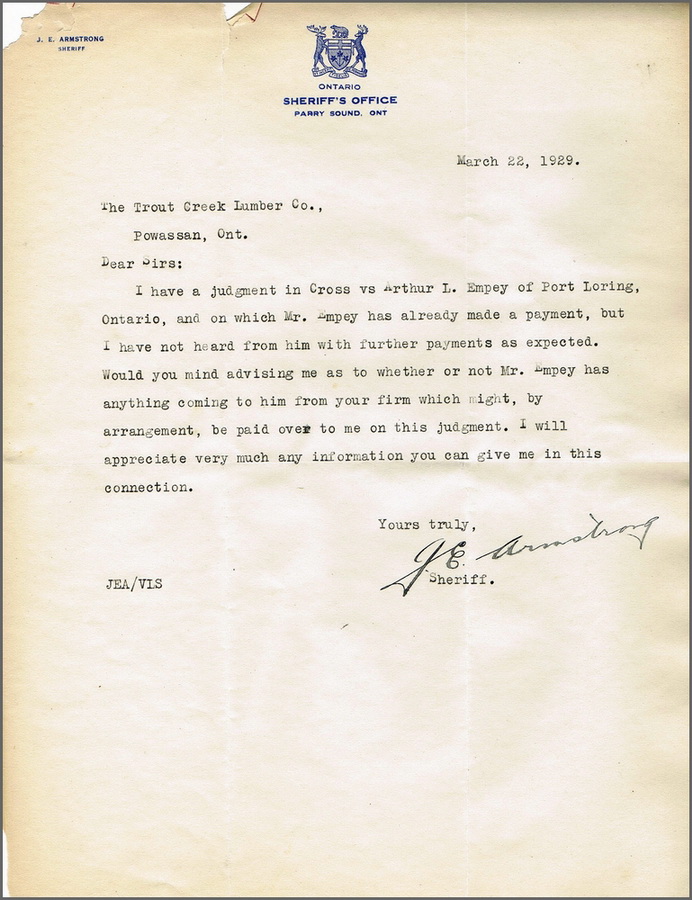 J. E. ARMSTRONG
SHERIFF
ONTARIO
SHERIFF'S OFFICE
PARRY SOUND, ONT
March 22, 1929.
The Trout Creek Lumber Co.,
Powassan, Ont.
Dear Sirs:
I have a judgment in Cross vs Arthur L. Empey of Port Loring,
Ontario, and on which Mr. Empey has already made a payment, but
I have not heard from him with further payments as expected.
Would you mind advising me as to whether or not Mr. Empey has
anything coming to him from your firm which might, by
arrangement, be paid over to me on this judgment. I will
appreciate very much any information you can give me in this
connection.
Yours truly,
J. E. Armstrong
Sheriff.
JEA/VLS